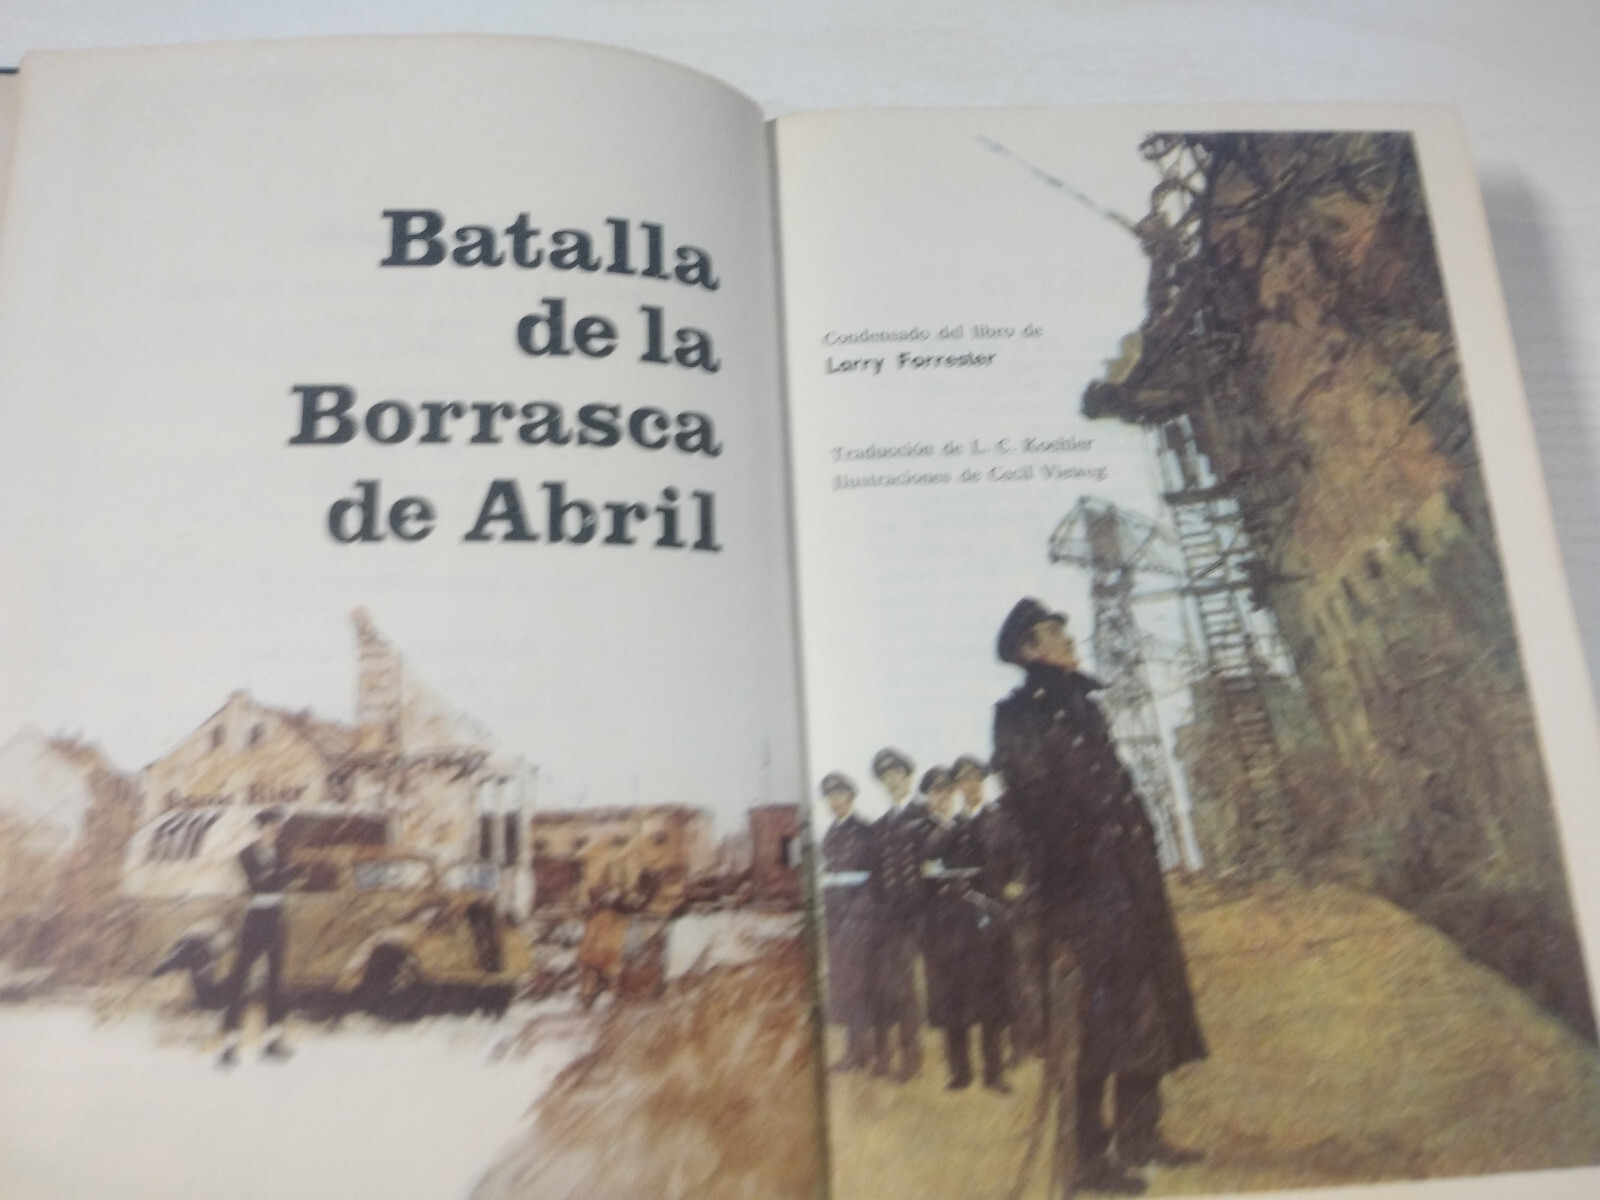 Batalla
de la
Borrasca
de Abril
Condensado del libro de
Larry Forrester
Traducción de L. C. Koehler
Ilustraciones de Cecil Vieweg